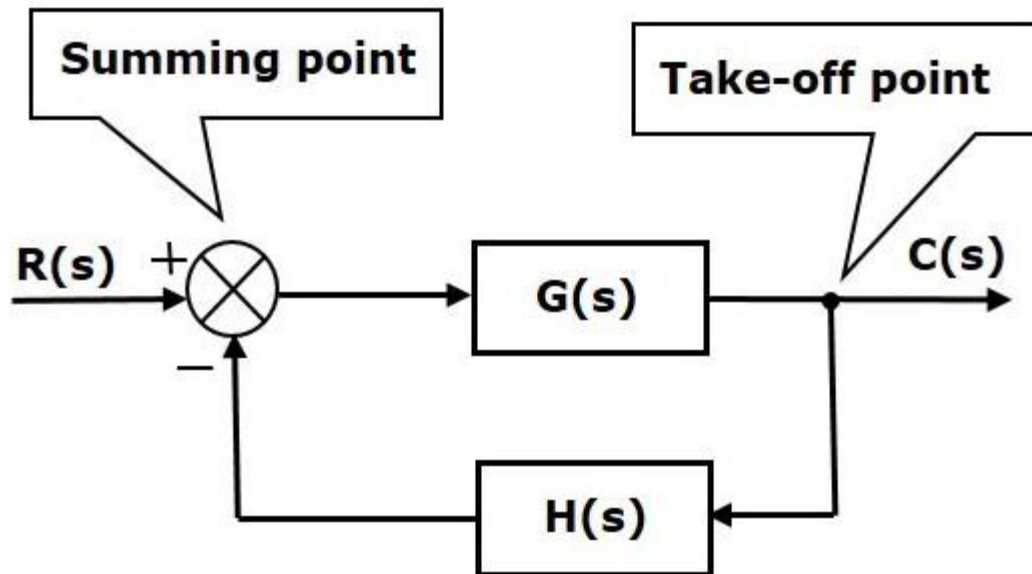 Summing point
Take-off point
R(s)
+
G(s)
C(s)
−
H(s)